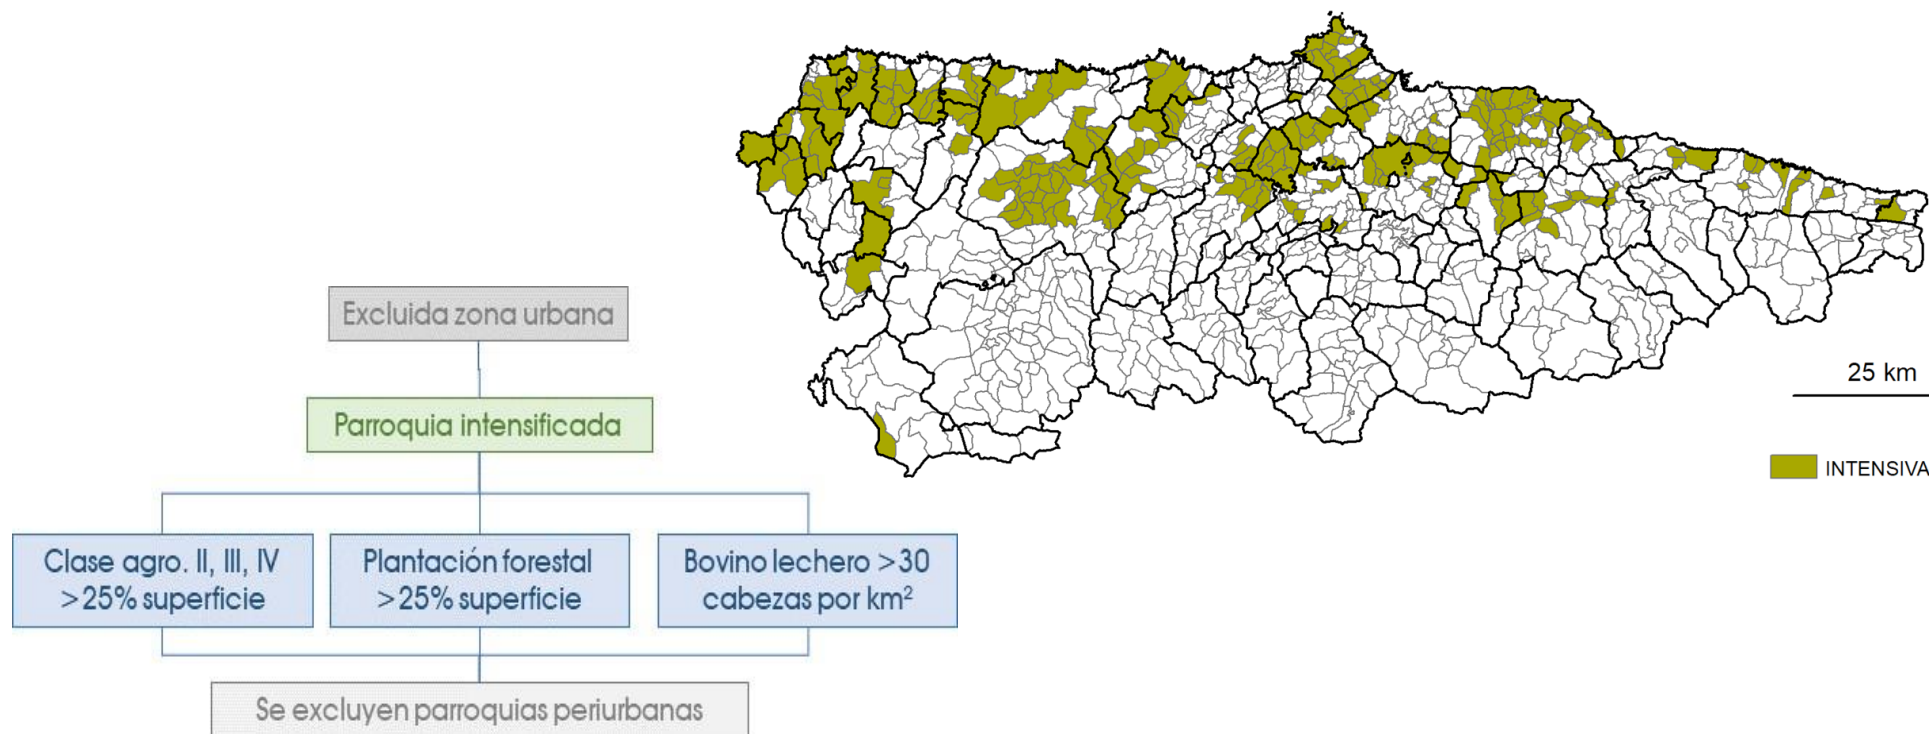 25 km
INTENSIVA
Excluida zona urbana
Parroquia intensificada
Clase agro. II, III, IV
>25% superficie
Plantación forestal
>25% superficie
Bovino lechero >30
cabezas por km²
Se excluyen parroquias periurbanas